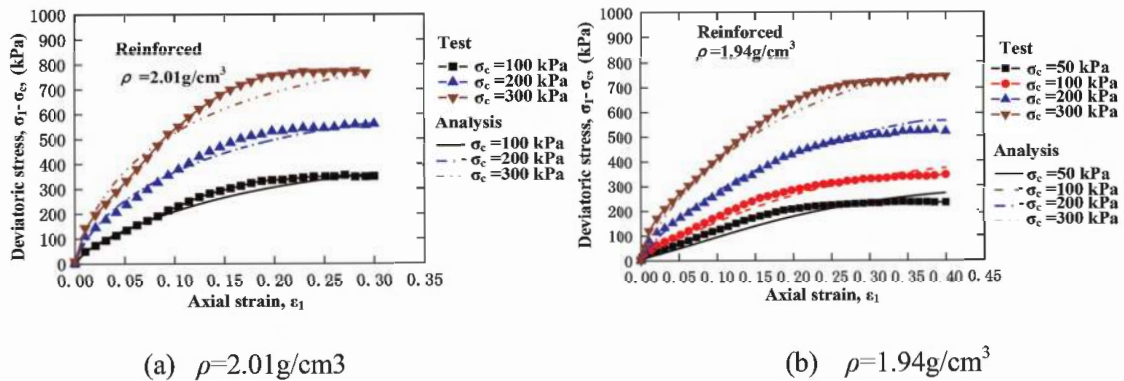 1000
900
800
700
600
500
400
300
200
100
0
Deviatoric stress, σ₁-σc, (kPa)
Reinforced
ρ =2.01g/cm³
0. 00 0. 05 0. 10 0. 15 0. 20 0. 25 0. 30 0. 35
Axial strain, ε₁
Test
σc =100 kPa
σc =200 kPa
σc =300 kPa
Analysis
σc =100 kPa
σc =200 kPa
σc =300 kPa
(a) ρ=2.01g/cm3
1000
900
800
700
600
500
400
300
200
100
0
Deviatoric stress, σ₁-σc, (kPa)
Reinforced
ρ=1.94g/cm³
0. 00 0. 05 0. 10 0. 15 0. 20 0. 25 0. 30 0. 35 0. 40 0. 45
Axial strain, ε₁
Test
σc =50 kPa
σc =100 kPa
σc =200 kPa
σc =300 kPa
Analysis
σc =50 kPa
σc =100 kPa
σc =200 kPa
σc =300 kPa
(b) ρ=1.94g/cm³